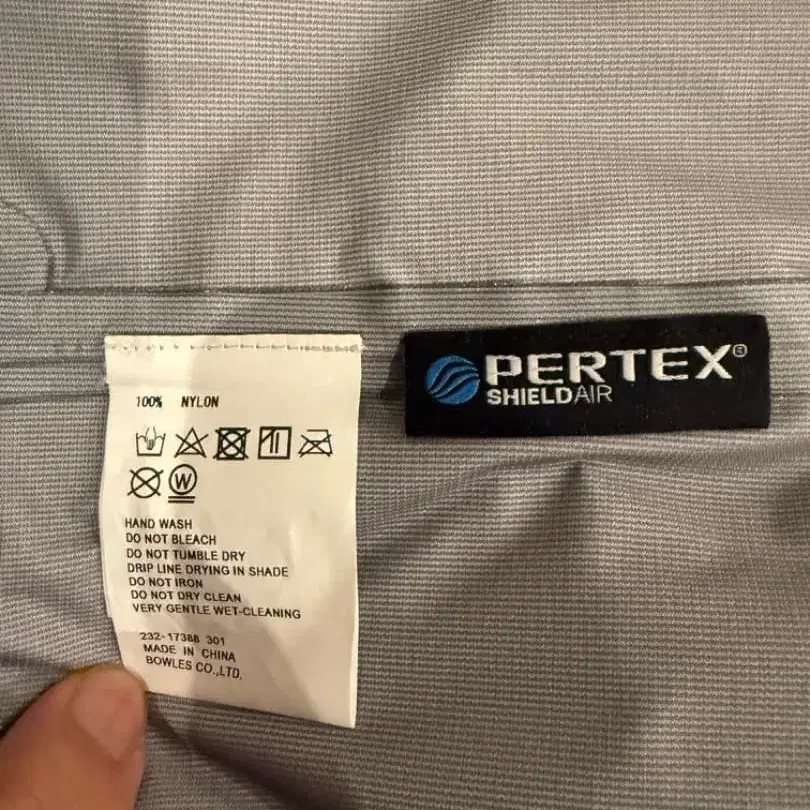 100% NYLON
W
HAND WASH
DO NOT BLEACH
DO NOT TUMBLE DRY
DRIP LINE DRYING IN SHADE
DO NOT IRON
DO NOT DRY CLEAN
VERY GENTLE WET-CLEANING
232-17388 301
MADE IN CHINA
BOWLES CO.,LTD.
PERTEX®
SHIELDAIR